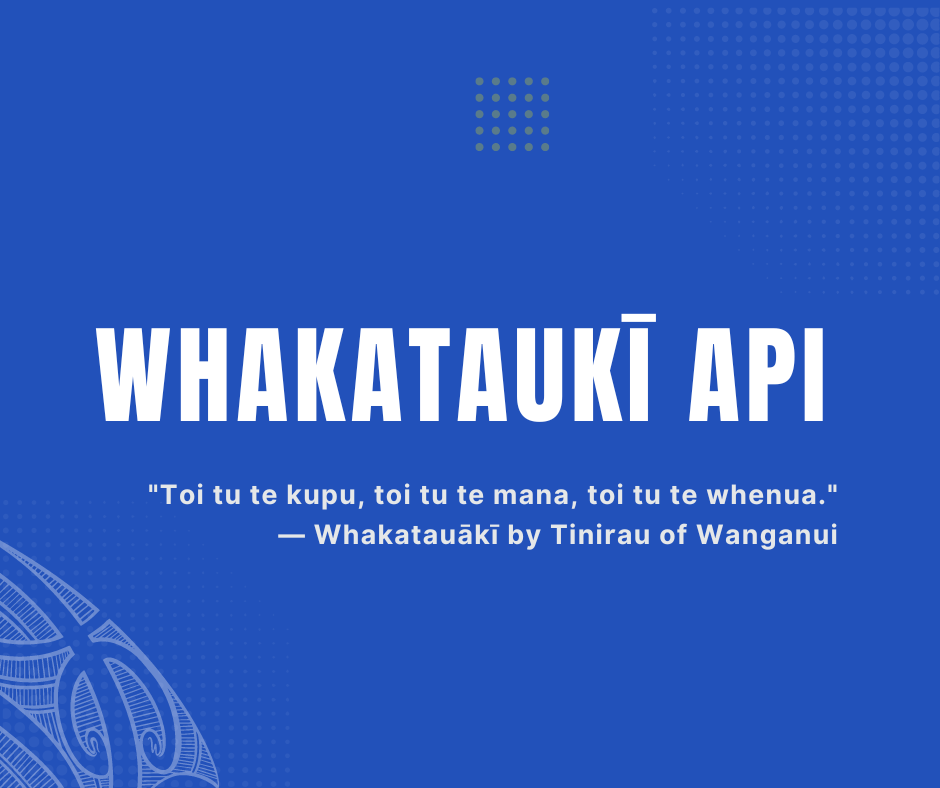 WHAKATAUKĪ API
"Toi tu te kupu, toi tu te mana, toi tu te whenua."
— Whakatauākī by Tinirau of Wanganui